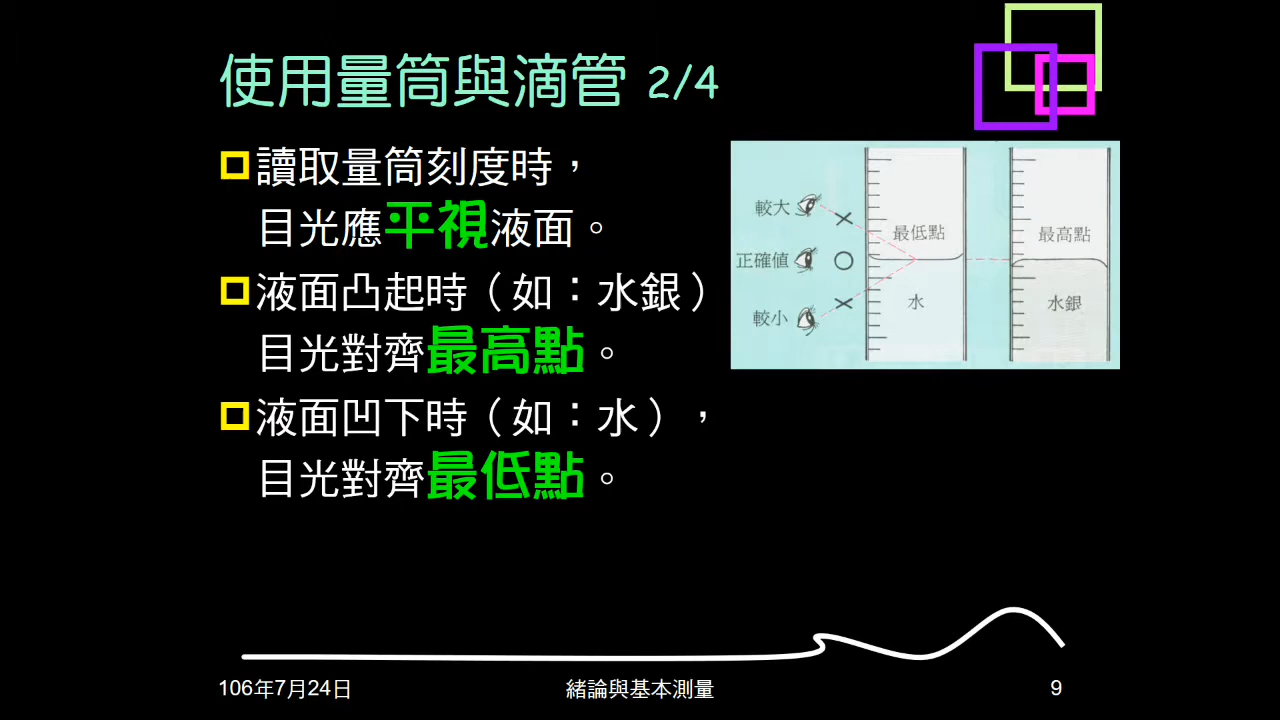 使用量筒與滴管 2/4
讀取量筒刻度時，
目光應平視液面。
液面凸起時（如：水銀）
目光對齊最高點。
液面凹下時（如：水），
目光對齊最低點。
較大
正確值
較小
最低點
水
最高點
水銀
106年7月24日
緒論與基本測量
9